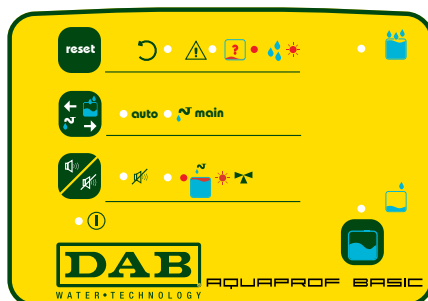 reset
?
auto main
DAB
AQUAPROF BASIC
WATER•TECHNOLOGY